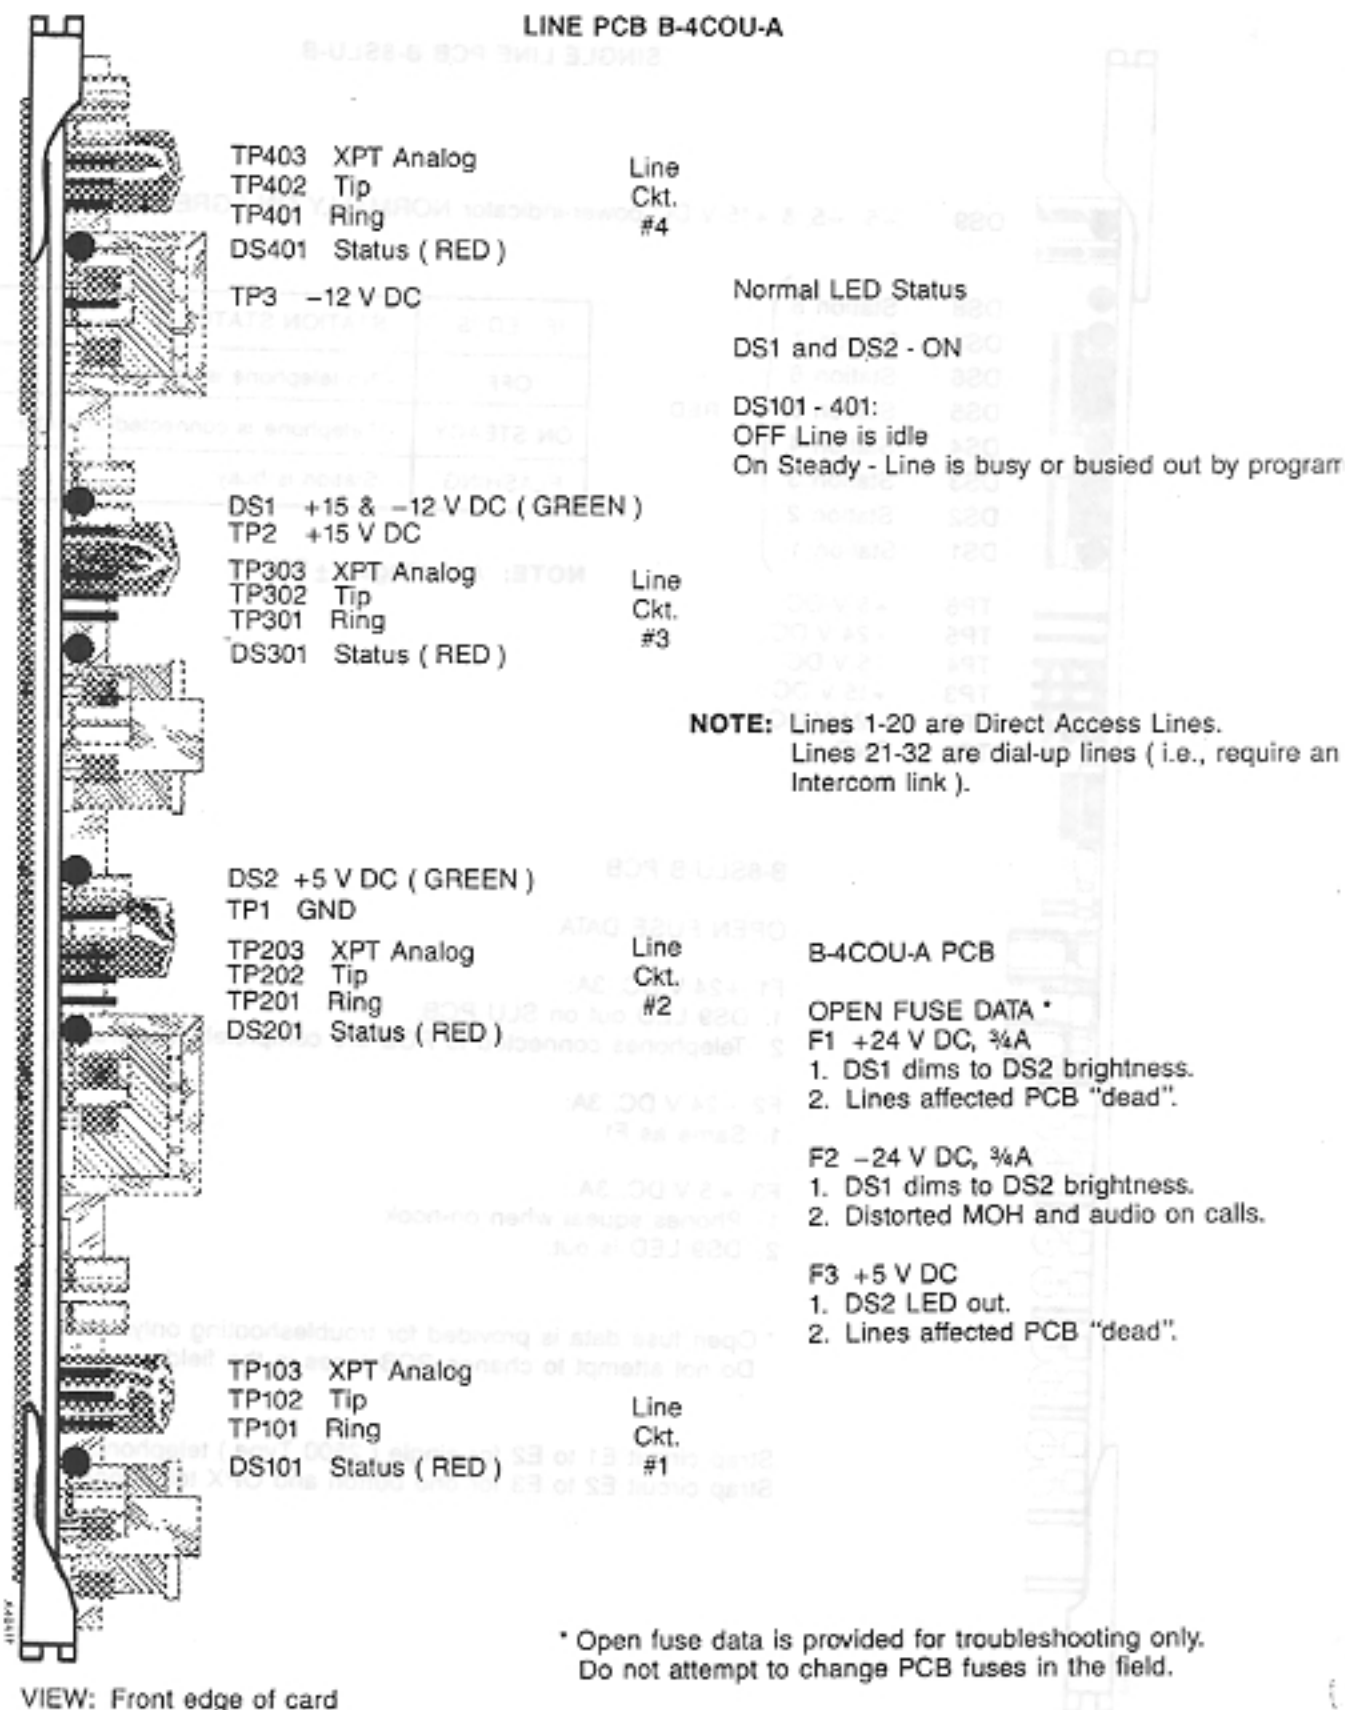 LINE PCB B-4COU-A
TP403 XPT Analog
TP402 Tip
TP401 Ring
Line
Ckt.
#4
DS401 Status ( RED )
TP3 –12 V DC
Normal LED Status
DS1 and DS2 - ON
DS101 - 401:
OFF Line is idle
On Steady - Line is busy or busied out by program
DS1 +15 & –12 V DC ( GREEN )
TP2 +15 V DC
TP303 XPT Analog
TP302 Tip
TP301 Ring
Line
Ckt.
#3
DS301 Status ( RED )
NOTE: Lines 1-20 are Direct Access Lines.
Lines 21-32 are dial-up lines ( i.e., require an
Intercom link ).
DS2 +5 V DC ( GREEN )
TP1 GND
TP203 XPT Analog
TP202 Tip
TP201 Ring
Line
Ckt.
#2
DS201 Status ( RED )
B-4COU-A PCB
OPEN FUSE DATA *
F1 +24 V DC, ¾A
1. DS1 dims to DS2 brightness.
2. Lines affected PCB “dead”.
F2 –24 V DC, ¾A
1. DS1 dims to DS2 brightness.
2. Distorted MOH and audio on calls.
F3 +5 V DC
1. DS2 LED out.
2. Lines affected PCB “dead”.
TP103 XPT Analog
TP102 Tip
TP101 Ring
Line
Ckt.
#1
DS101 Status ( RED )
* Open fuse data is provided for troubleshooting only.
Do not attempt to change PCB fuses in the field.
VIEW: Front edge of card